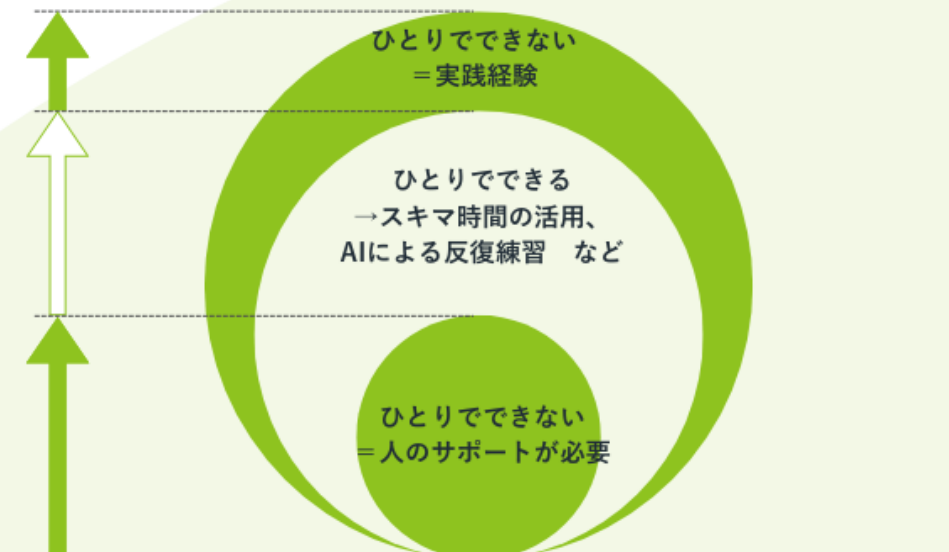 ひとりでできない
＝実践経験
ひとりでできる
→スキマ時間の活用、
AIによる反復練習　など
ひとりでできない
＝人のサポートが必要